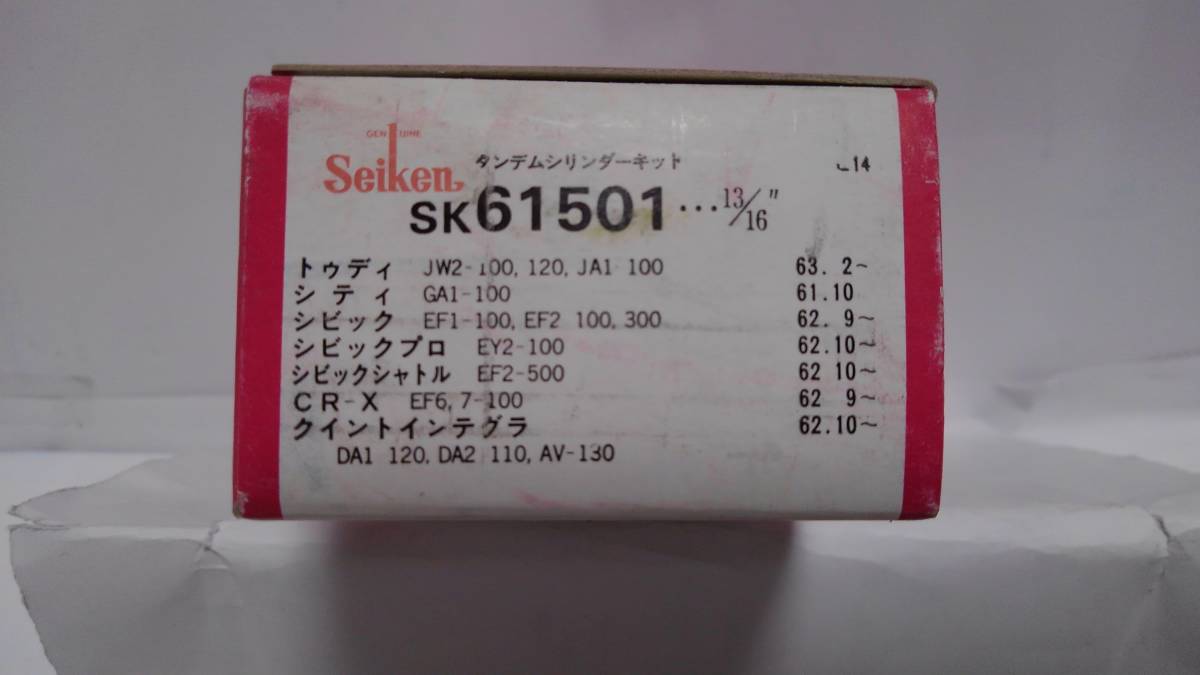 GENUINE
Seiken
タンデムシリンダーキット
14
SK61501…13/16"
トゥディ JW2-100, 120, JA1 100 63. 2~
シティ GA1-100 61.10
シビック EF1-100, EF2 100, 300 62. 9~
シビックプロ EY2-100 62.10~
シビックシャトル EF2-500 62 10~
CR-X EF6, 7-100 62 9~
クイントインテグラ 62.10~
DA1 120, DA2 110, AV-130